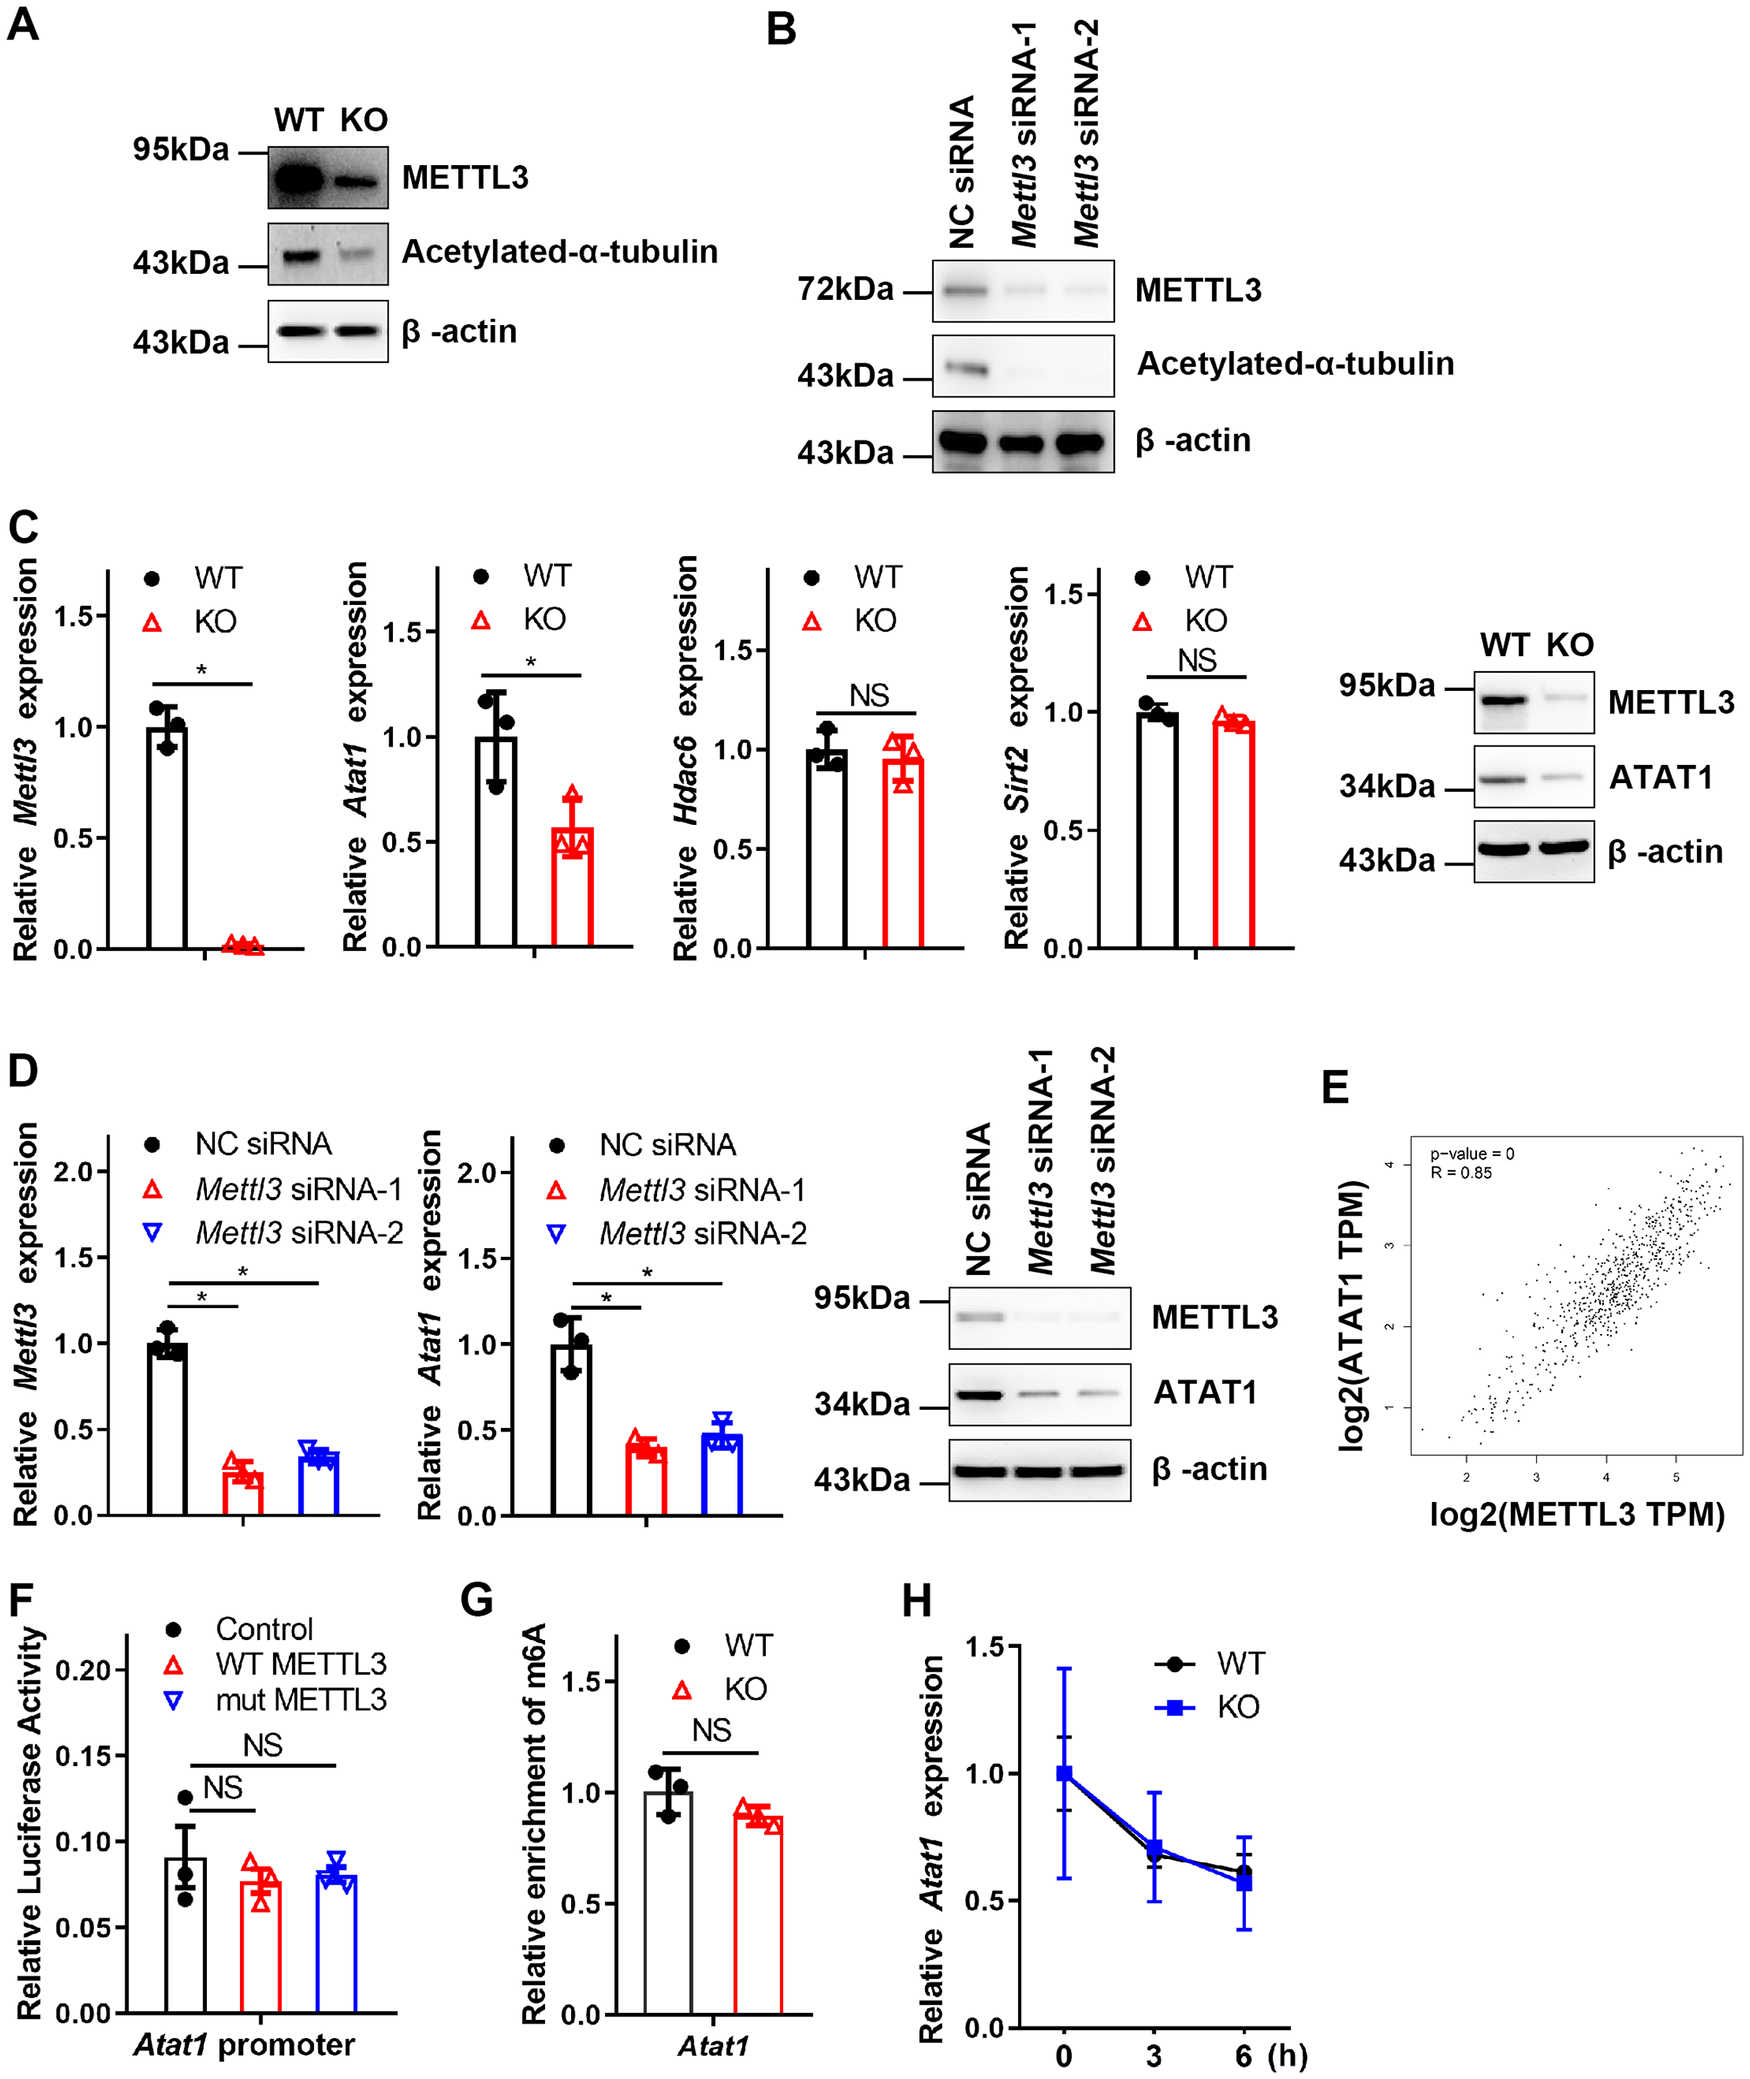 A
WT KO
95kDa
METTL3
43kDa
Acetylated-α-tubulin
43kDa
β -actin
B
NC siRNA
Mettl3 siRNA-1
Mettl3 siRNA-2
72kDa
METTL3
43kDa
Acetylated-α-tubulin
43kDa
β -actin
C
Relative Mettl3 expression
1.5
1.0
0.5
0.0
WT
KO
*
Relative Atat1 expression
1.5
1.0
0.5
0.0
WT
KO
*
Relative Hdac6 expression
1.5
1.0
0.5
0.0
WT
KO
NS
Relative Sirt2 expression
1.5
1.0
0.5
0.0
WT
KO
NS
WT KO
95kDa
METTL3
34kDa
ATAT1
43kDa
β -actin
D
Relative Mettl3 expression
2.0
1.5
1.0
0.5
0.0
NC siRNA
Mettl3 siRNA-1
Mettl3 siRNA-2
*
*
Relative Atat1 expression
2.0
1.5
1.0
0.5
0.0
NC siRNA
Mettl3 siRNA-1
Mettl3 siRNA-2
*
*
NC siRNA
Mettl3 siRNA-1
Mettl3 siRNA-2
95kDa
METTL3
34kDa
ATAT1
43kDa
β -actin
E
log2(ATAT1 TPM)
4
3
2
1
p-value = 0
R = 0.85
2 3 4 5
log2(METTL3 TPM)
F
Relative Luciferase Activity
0.20
0.15
0.10
0.05
0.00
Control
WT METTL3
mut METTL3
NS
NS
Atat1 promoter
G
Relative enrichment of m6A
1.5
1.0
0.5
0.0
WT
KO
NS
Atat1
H
Relative Atat1 expression
1.5
1.0
0.5
0.0
WT
KO
0 3 6 (h)